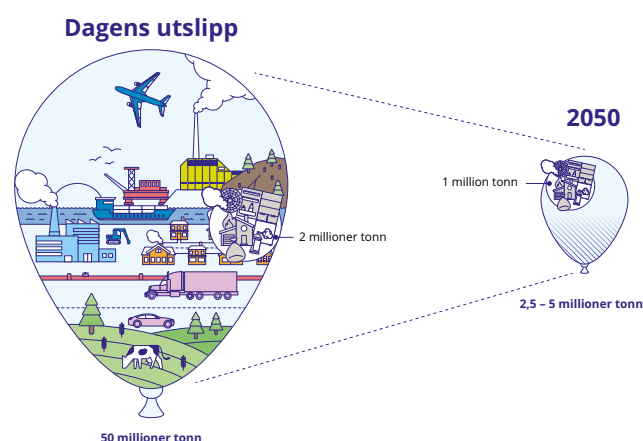 Dagens utslipp
2050
1 million tonn
2 millioner tonn
2,5 – 5 millioner tonn
50 millioner tonn